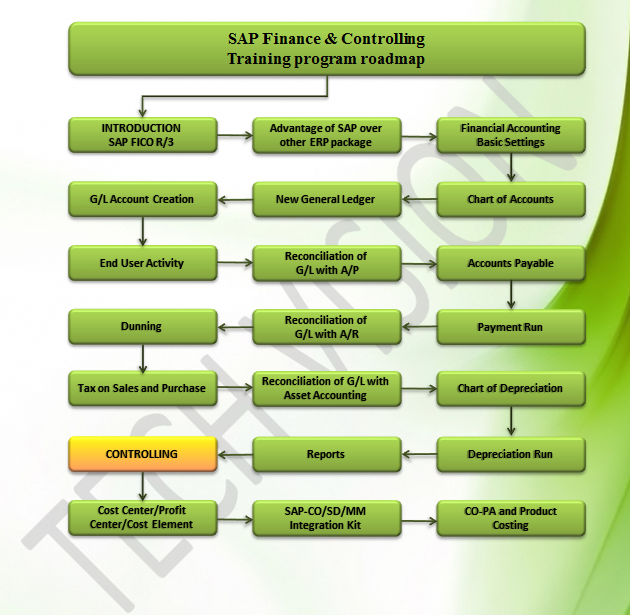 SAP Finance & Controlling
Training program roadmap
INTRODUCTION
SAP FICO R/3
Advantage of SAP over
other ERP package
Financial Accounting
Basic Settings
G/L Account Creation
New General Ledger
Chart of Accounts
End User Activity
Reconciliation of
G/L with A/P
Accounts Payable
Dunning
Reconciliation of
G/L with A/R
Payment Run
Tax on Sales and Purchase
Reconciliation of G/L with
Asset Accounting
Chart of Depreciation
CONTROLLING
Reports
Depreciation Run
Cost Center/Profit
Center/Cost Element
SAP-CO/SD/MM
Integration Kit
CO-PA and Product
Costing
TECH VISION